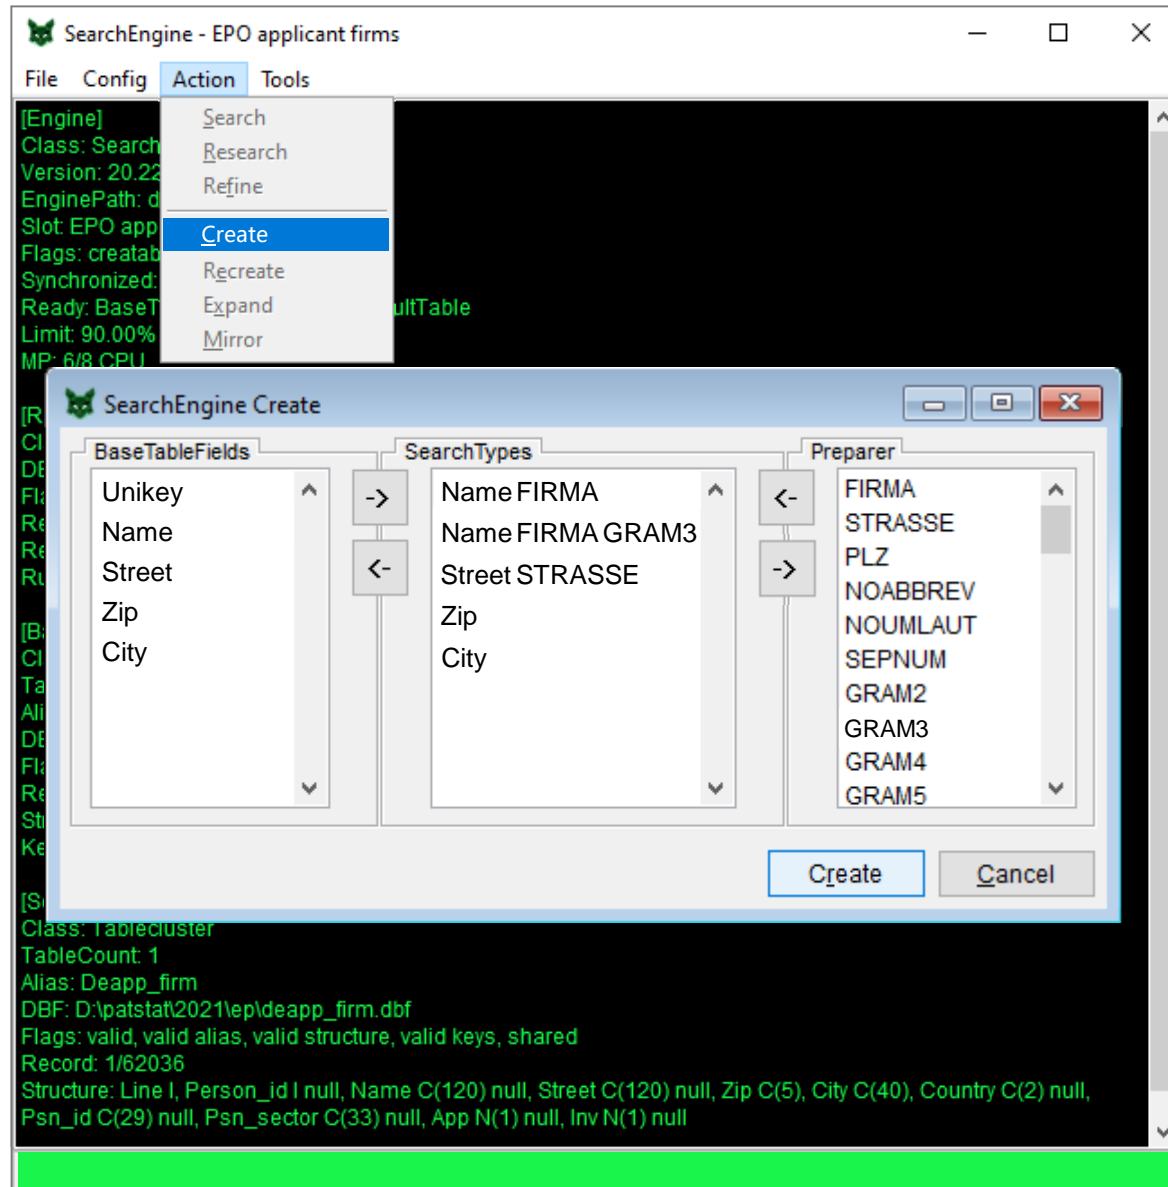 SearchEngine - EPO applicant firms
File Config Action Tools
[Engine]
Class: Search
Version: 20.22
EnginePath: d
Slot: EPO app
Flags: creatab
Synchronized:
Ready: BaseT ultTable
Limit: 90.00%
MP: 6/8 CPU
Search
Research
Refine
Create
Recreate
Expand
Mirror
SearchEngine Create
BaseTableFields
Unikey
Name
Street
Zip
City
->
<-
SearchTypes
Name FIRMA
Name FIRMA GRAM3
Street STRASSE
Zip
City
<-
->
Preparer
FIRMA
STRASSE
PLZ
NOABBREV
NOUMLAUT
SEPNUM
GRAM2
GRAM3
GRAM4
GRAM5
Create Cancel
Class: Tablecluster
TableCount: 1
Alias: Deapp_firm
DBF: D:\patstat\2021\ep\deapp_firm.dbf
Flags: valid, valid alias, valid structure, valid keys, shared
Record: 1/62036
Structure: Line I, Person_id I null, Name C(120) null, Street C(120) null, Zip C(5), City C(40), Country C(2) null,
Psn_id C(29) null, Psn_sector C(33) null, App N(1) null, Inv N(1) null